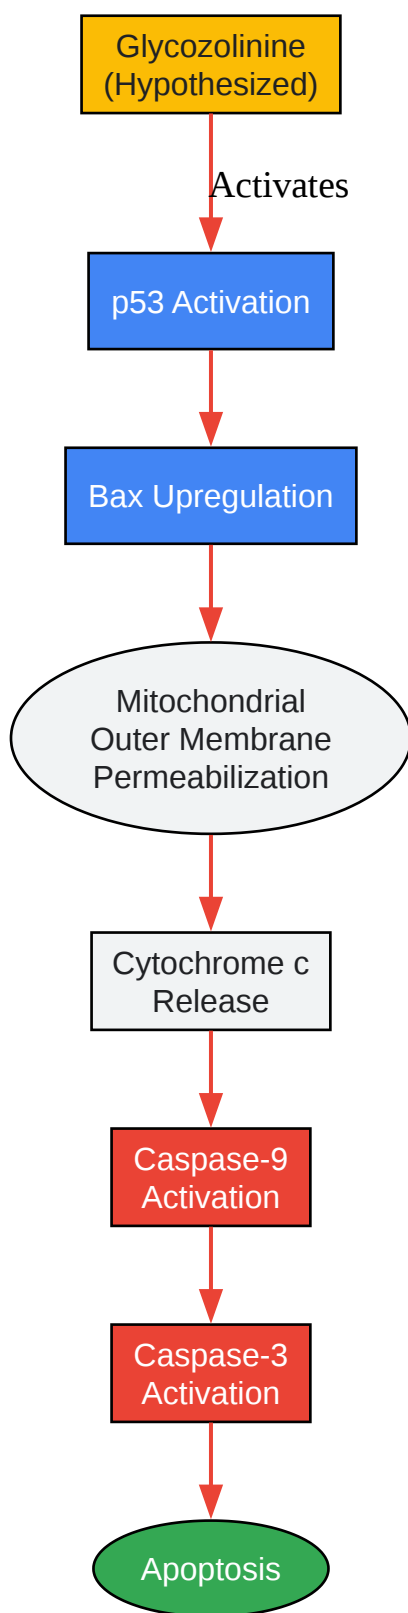 Glycozolinine
(Hypothesized)
Activates
p53 Activation
Bax Upregulation
Mitochondrial
Outer Membrane
Permeabilization
Cytochrome c
Release
Caspase-9
Activation
Caspase-3
Activation
Apoptosis